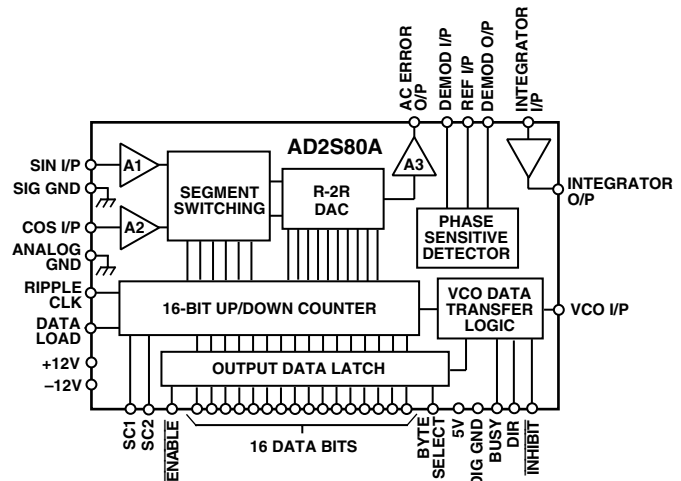 AC ERROR
O/P
DEMOD I/P
REF I/P
DEMOD O/P
INTEGRATOR
I/P
AD2S80A
SIN I/P
A1
SIG GND
SEGMENT
SWITCHING
R-2R
DAC
A3
INTEGRATOR
O/P
COS I/P
A2
PHASE
SENSITIVE
DETECTOR
ANALOG
GND
RIPPLE
CLK
16-BIT UP/DOWN COUNTER
VCO DATA
TRANSFER
LOGIC
VCO I/P
DATA
LOAD
+12V
–12V
OUTPUT DATA LATCH
SC1
SC2
ENABLE
16 DATA BITS
BYTE
SELECT
5V
DIG GND
BUSY
DIR
INHIBIT